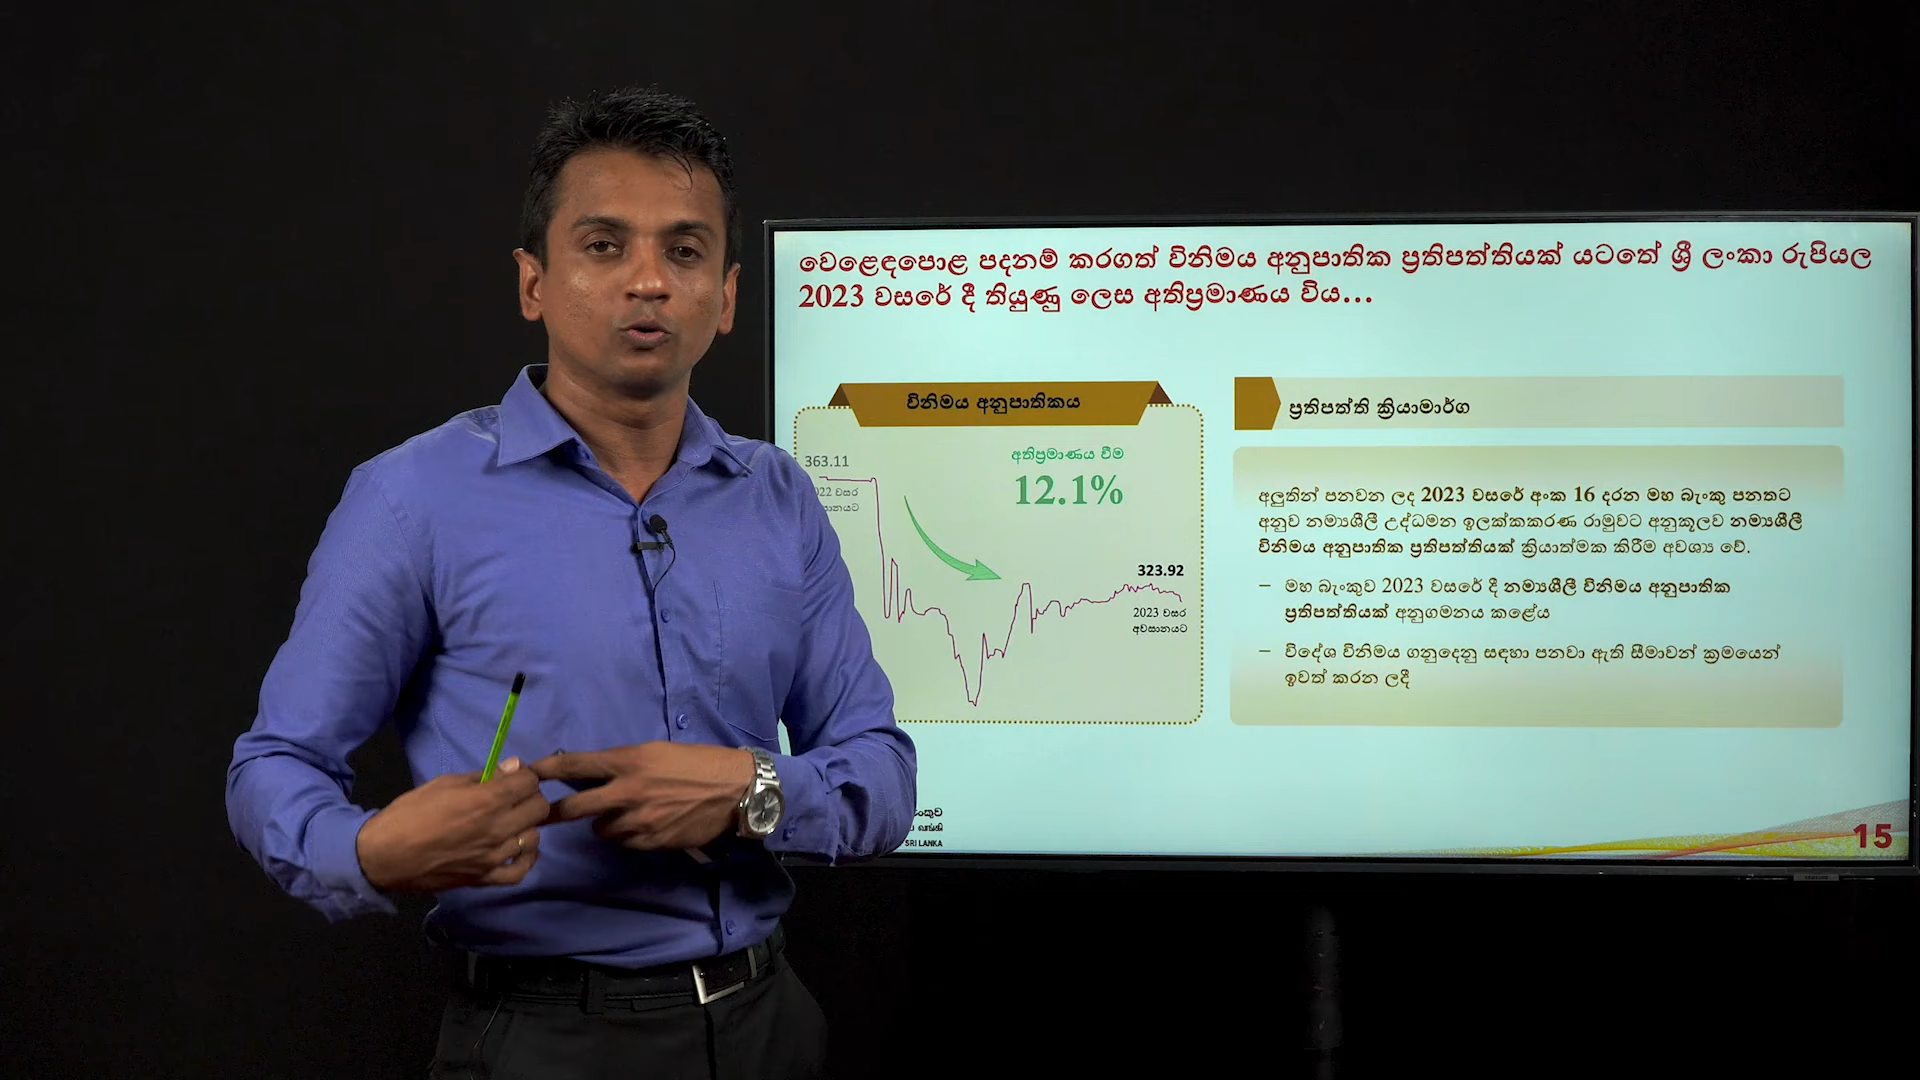 වෙළෙඳපොළ පදනම් කරගත් විනිමය අනුපාතික ප්‍රතිපත්තියක් යටතේ ශ්‍රී ලංකා රුපියල
2023 වසරේ දී තියුණු ලෙස අතිප්‍රමාණය විය...
විනිමය අනුපාතිකය
363.11
22 වසර
අතිප්‍රමාණය වීම
12.1%
323.92
2023 වසර
අවසානයට
ප්‍රතිපත්ති ක්‍රියාමාර්ග
අලුතින් පනවන ලද 2023 වසරේ අංක 16 දරන මහ බැංකු පනතට
අනුව නම්‍යශීලී උද්ධමන ඉලක්කකරණ රාමුවට අනුකූලව නම්‍යශීලී
විනිමය අනුපාතික ප්‍රතිපත්තියක් ක්‍රියාත්මක කිරීම අවශ්‍ය වේ.
– මහ බැංකුව 2023 වසරේ දී නම්‍යශීලී විනිමය අනුපාතික
ප්‍රතිපත්තියක් අනුගමනය කළේය
– විදේශ විනිමය ගනුදෙනු සඳහා පනවා ඇති සීමාවන් ක්‍රමයෙන්
ඉවත් කරන ලදී
வங்கி
SRI LANKA
15